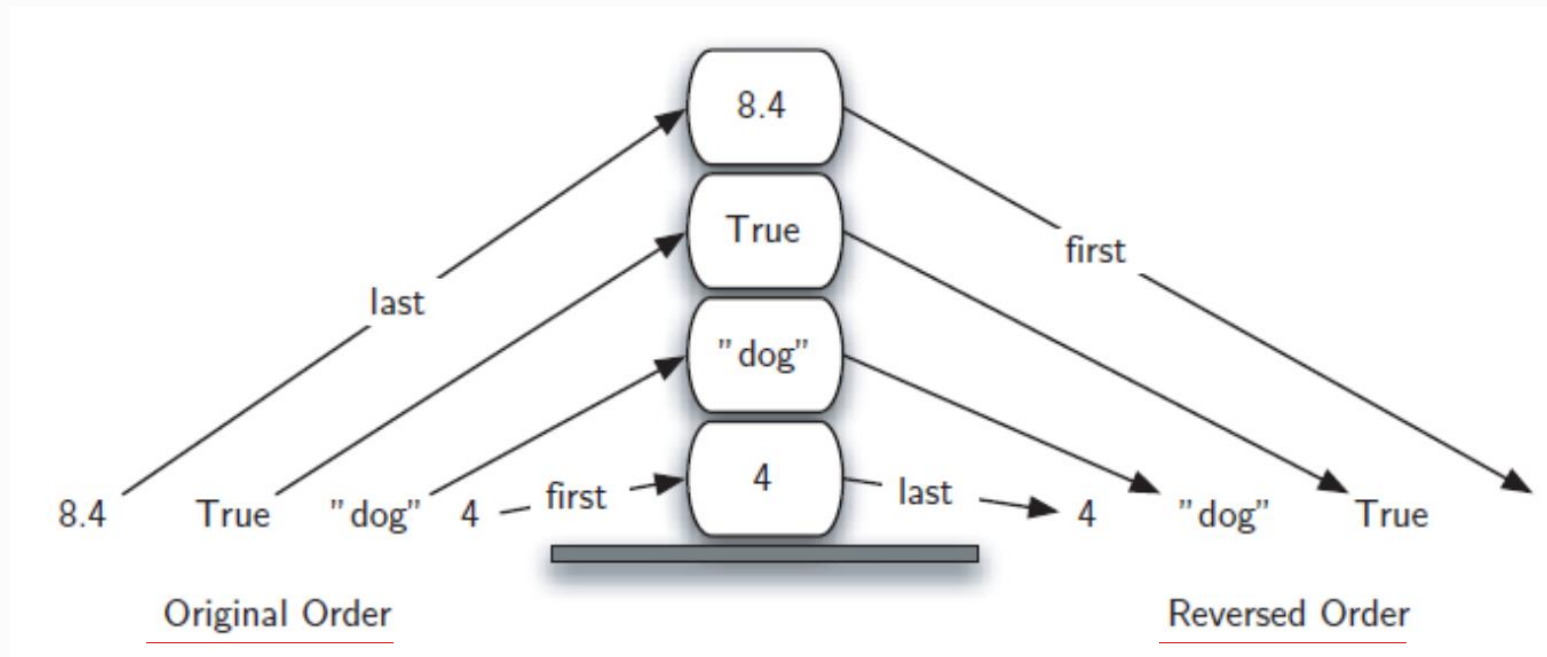 8.4
True
first
last
"dog"
4
8.4 True "dog" 4 first last 4 "dog" True
Original Order Reversed Order